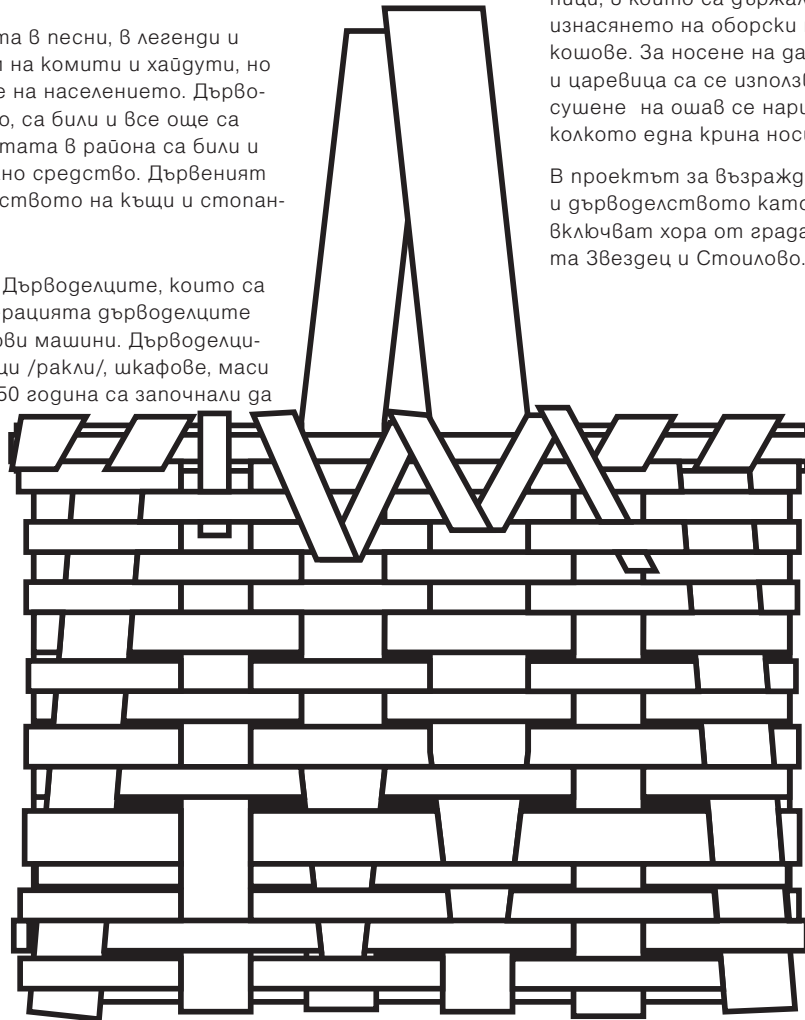 та в песни, в легенди и
на комити и хайдути, но
е на населението. Дърво-
о, са били и все още са
тата в района са били и
но средство. Дървеният
ството на къщи и стопан-
Дърводелците, които са
рацията дърводелците
ови машини. Дърводелци-
ци /ракли/, шкафове, маси
50 година са започнали да
изнасянето на оборски
кошове. За носене на да
и царевица са се използв
сушене на ошав се нари
колкото една крина носи
В проектът за възражд
и дърводелството като
включват хора от града
та Звездец и Стоилово.